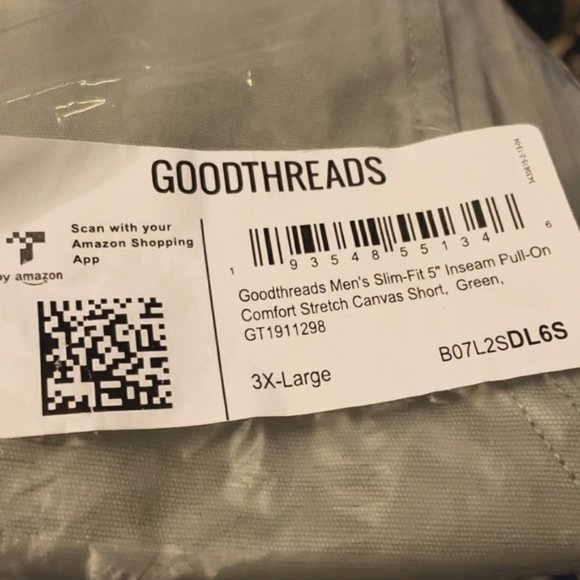 GOODTHREADS
Scan with your
Amazon Shopping
App
by amazon
1 93548 55134 6
Goodthreads Men's Slim-Fit 5" Inseam Pull-On
Comfort Stretch Canvas Short, Green,
GT1911298
3X-Large
B07L2SDL6S